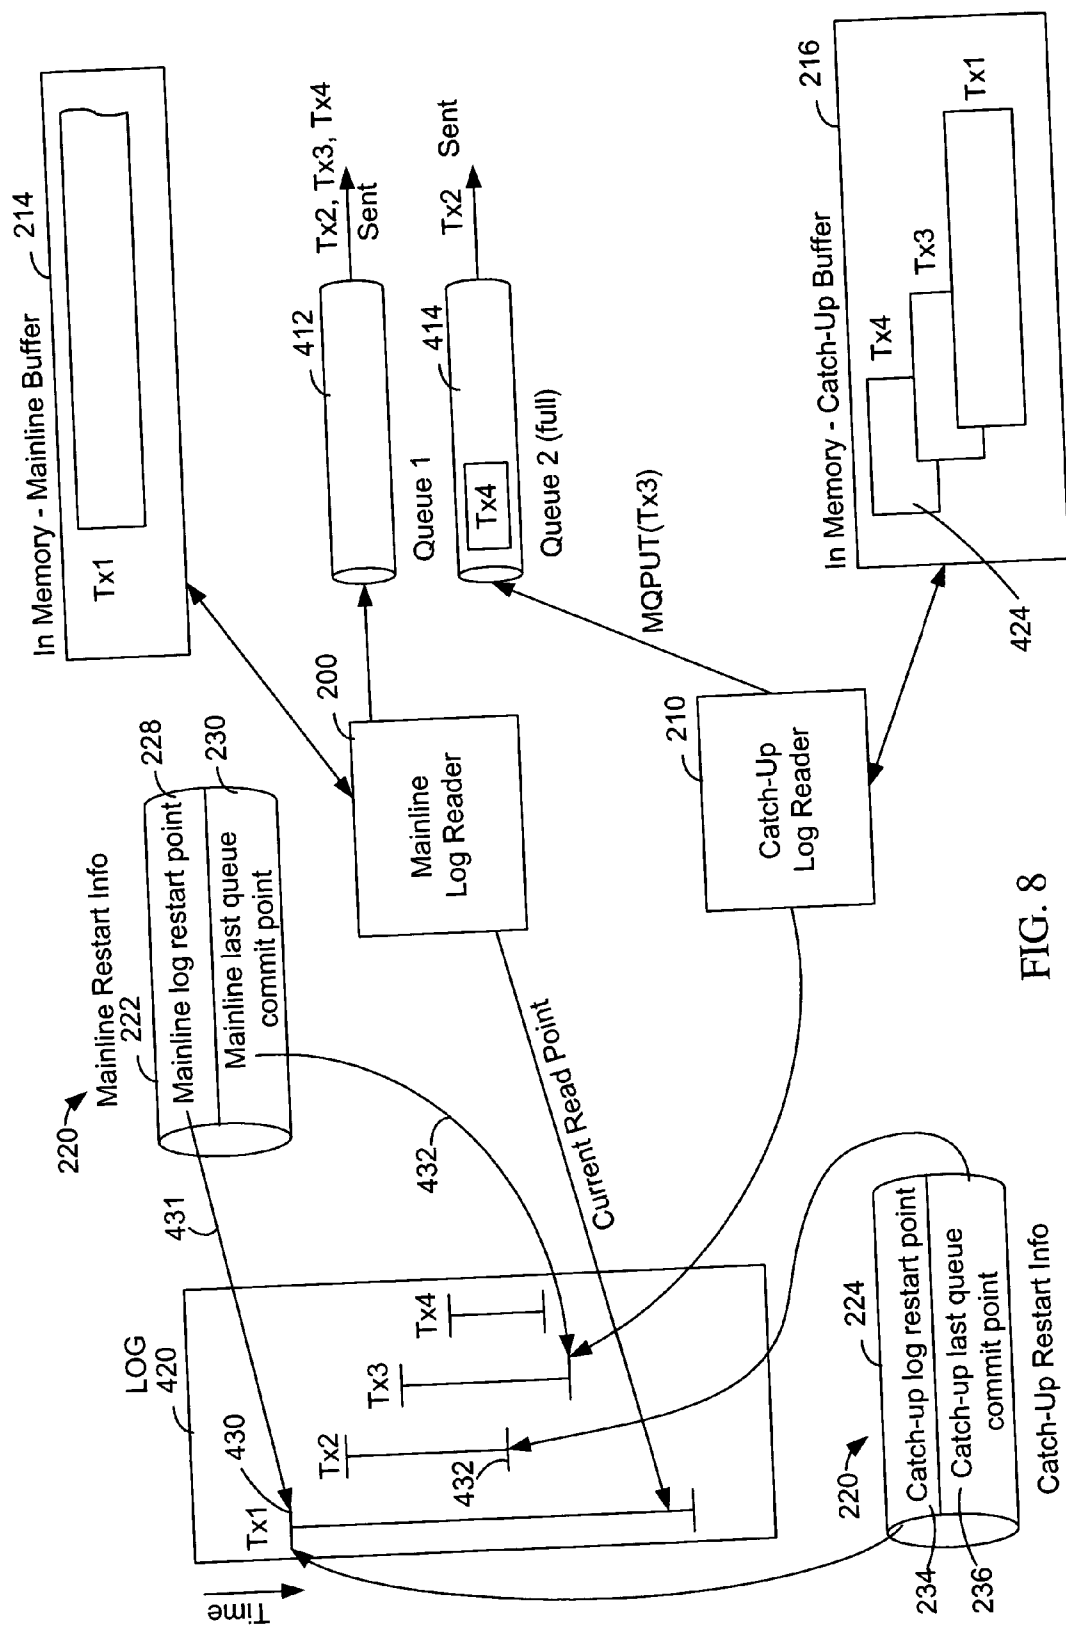 In Memory - Mainline Buffer
214
Tx1
Mainline Restart Info
220
222
Mainline log restart point
228
Mainline last queue
commit point
230
431
432
LOG
420
430
Time
Tx1
Tx2
432
Tx3
Tx4
Mainline
Log Reader
200
Current Read Point
412
Queue 1
Tx2, Tx3, Tx4
Sent
414
Tx4
Queue 2 (full)
Tx2
Sent
MQPUT(Tx3)
Catch-Up
Log Reader
210
In Memory - Catch-Up Buffer
216
Tx4
Tx3
Tx1
424
220
224
Catch-up log restart point
234
Catch-up last queue
commit point
236
Catch-Up Restart Info
FIG. 8